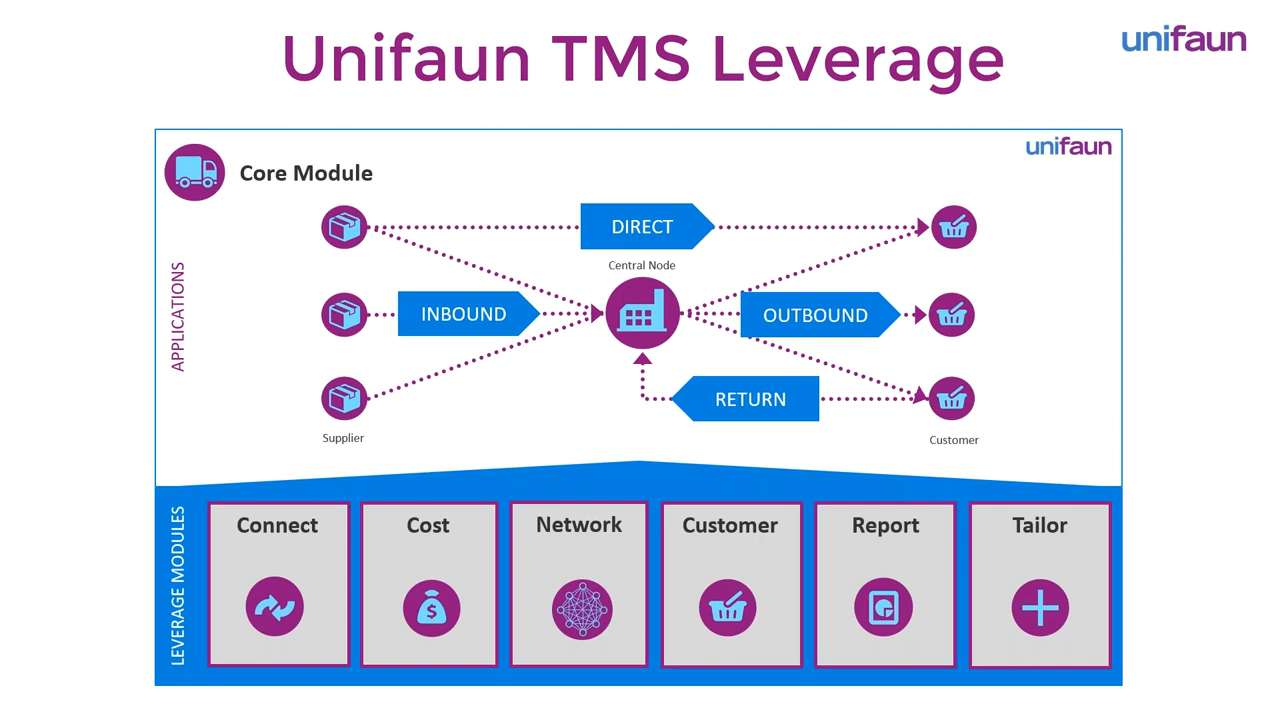 Unifaun TMS Leverage
unifaun
unifaun
Core Module
APPLICATIONS
DIRECT
Central Node
INBOUND
OUTBOUND
RETURN
Supplier
Customer
LEVERAGE MODULES
Connect
Cost
Network
Customer
Report
Tailor
$